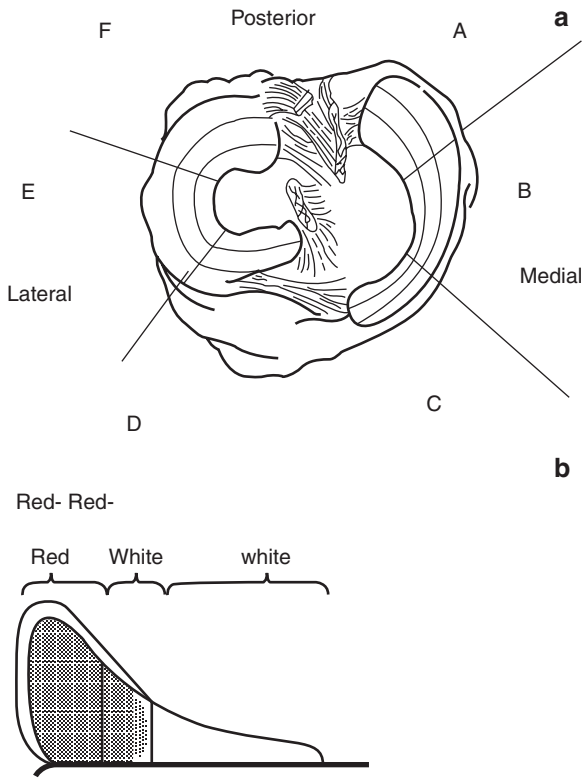 Posterior
a
F
A
E
B
Lateral
Medial
D
C
b
Red- Red-
Red White white